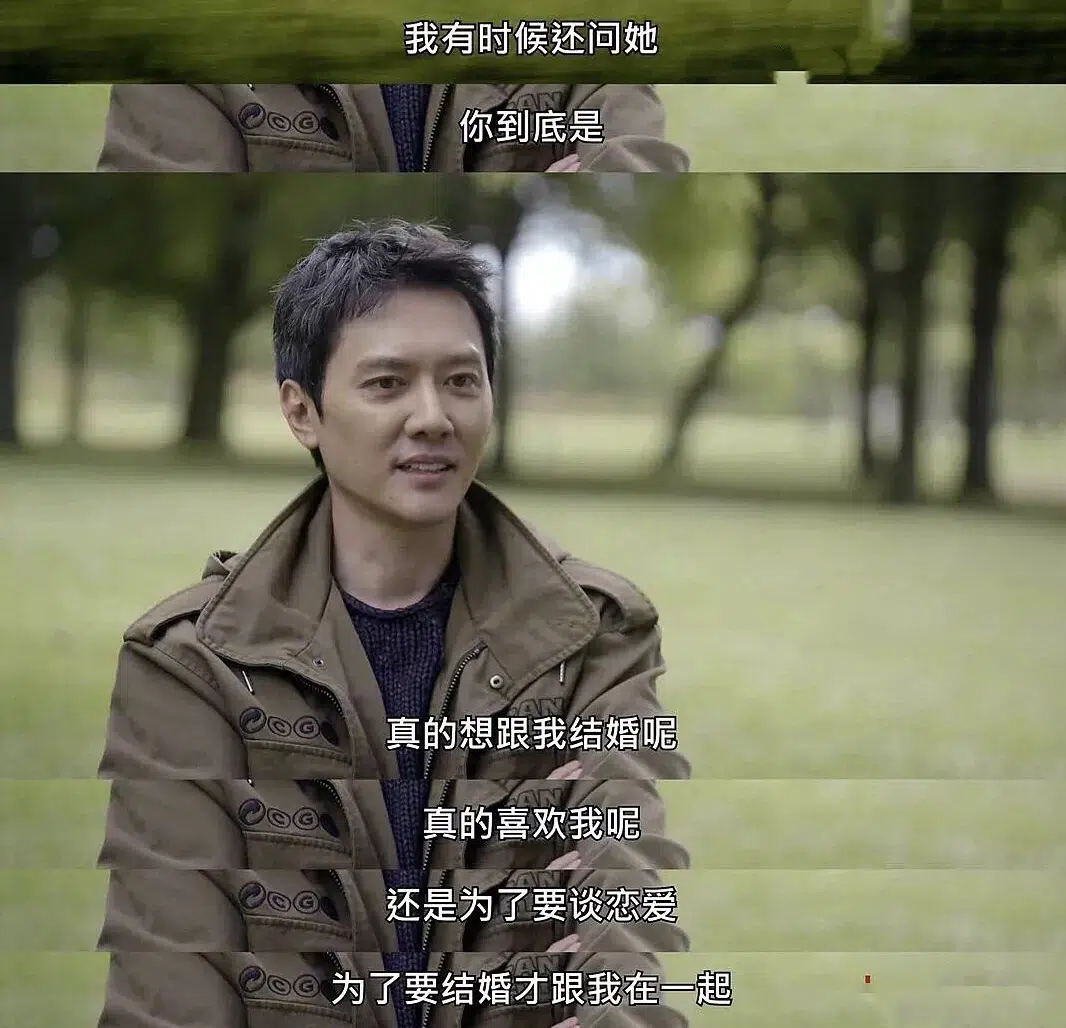 我有时候还问她
你到底是
真的想跟我结婚呢
真的喜欢我呢
还是为了要谈恋爱
为了要结婚才跟我在一起